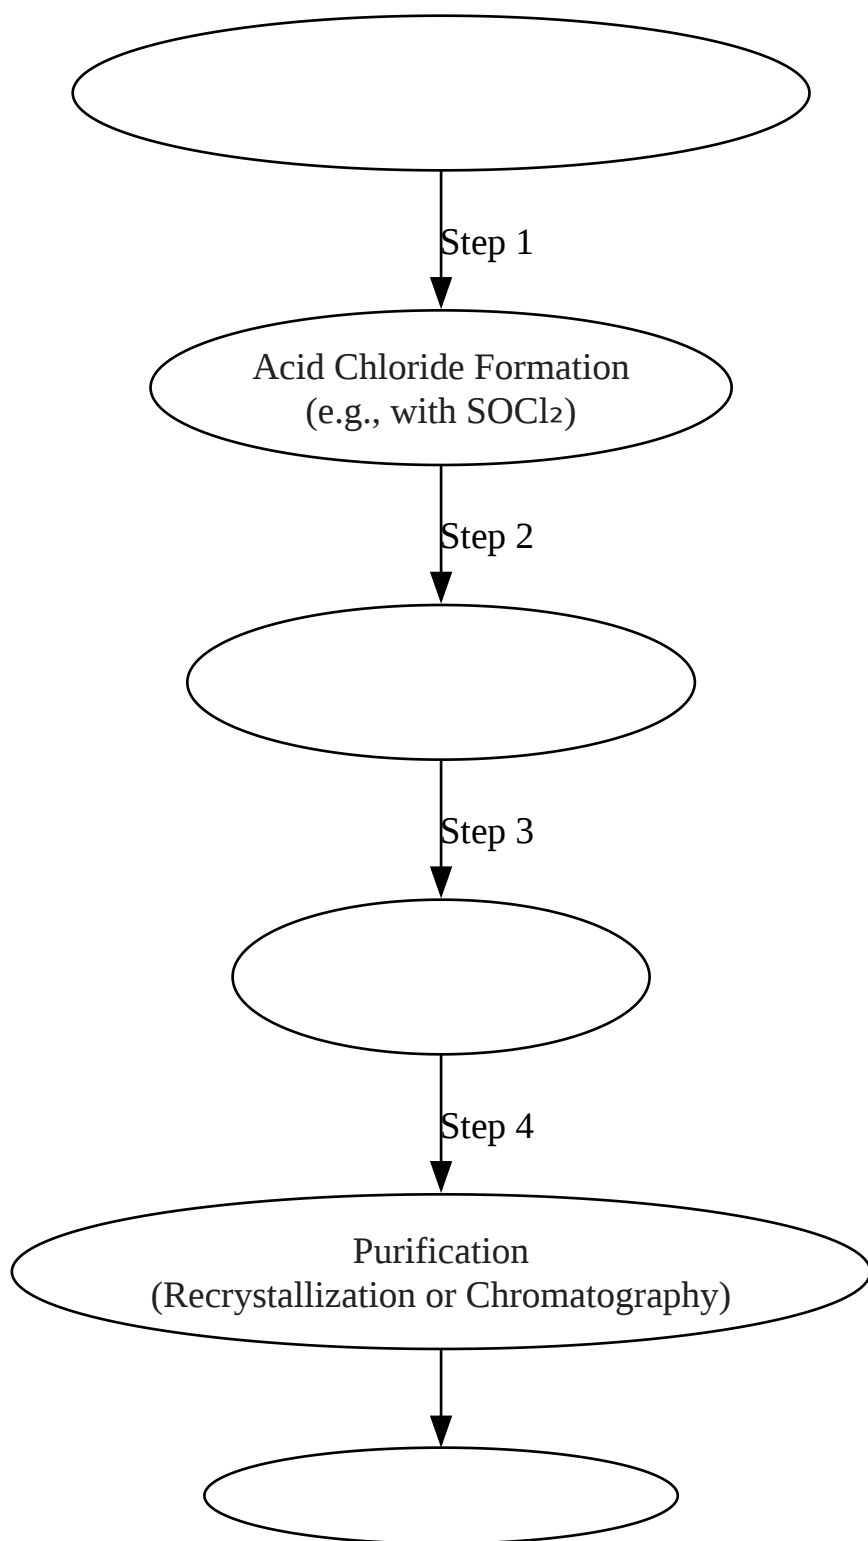 Step 1
Acid Chloride Formation
(e.g., with SOCl₂)
Step 2
Step 3
Step 4
Purification
(Recrystallization or Chromatography)